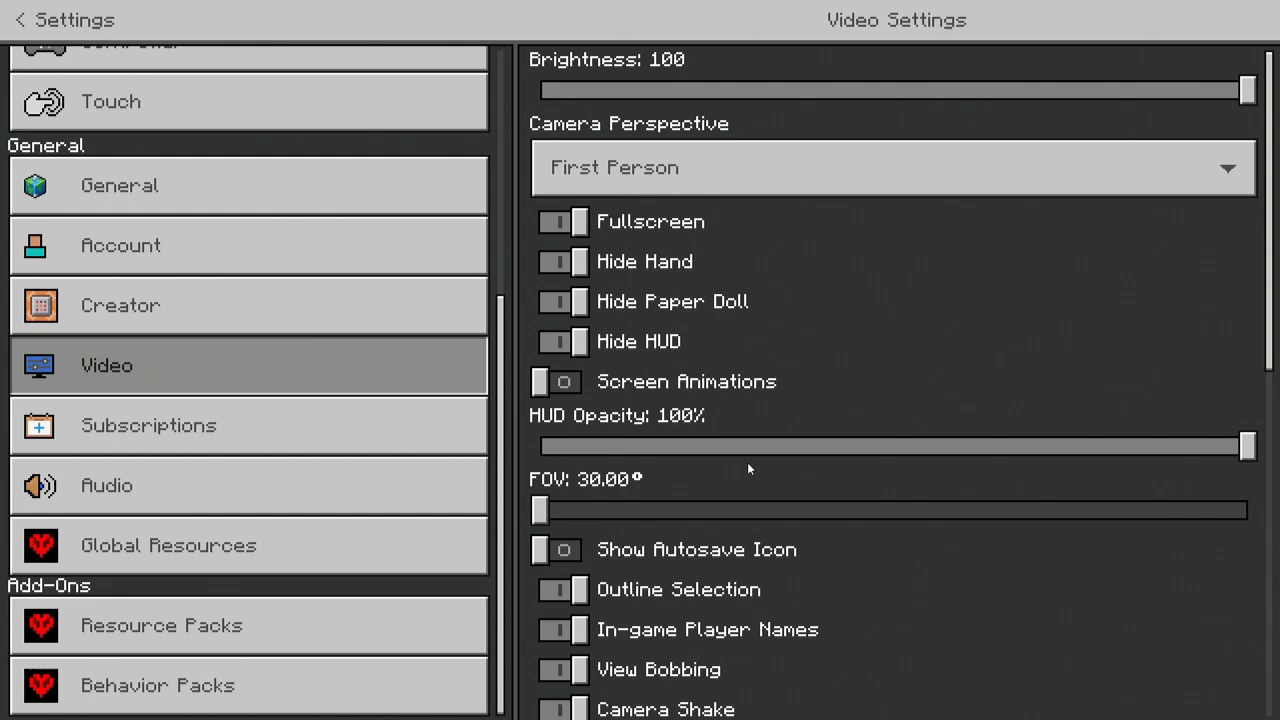 Settings
Video Settings
Touch
General
General
Account
Creator
Video
Subscriptions
Audio
Global Resources
Add-Ons
Resource Packs
Behavior Packs
Brightness: 100
Camera Perspective
First Person
Fullscreen
Hide Hand
Hide Paper Doll
Hide HUD
Screen Animations
HUD Opacity: 100%
FOV: 30.00°
Show Autosave Icon
Outline Selection
In-game Player Names
View Bobbing
Camera Shake